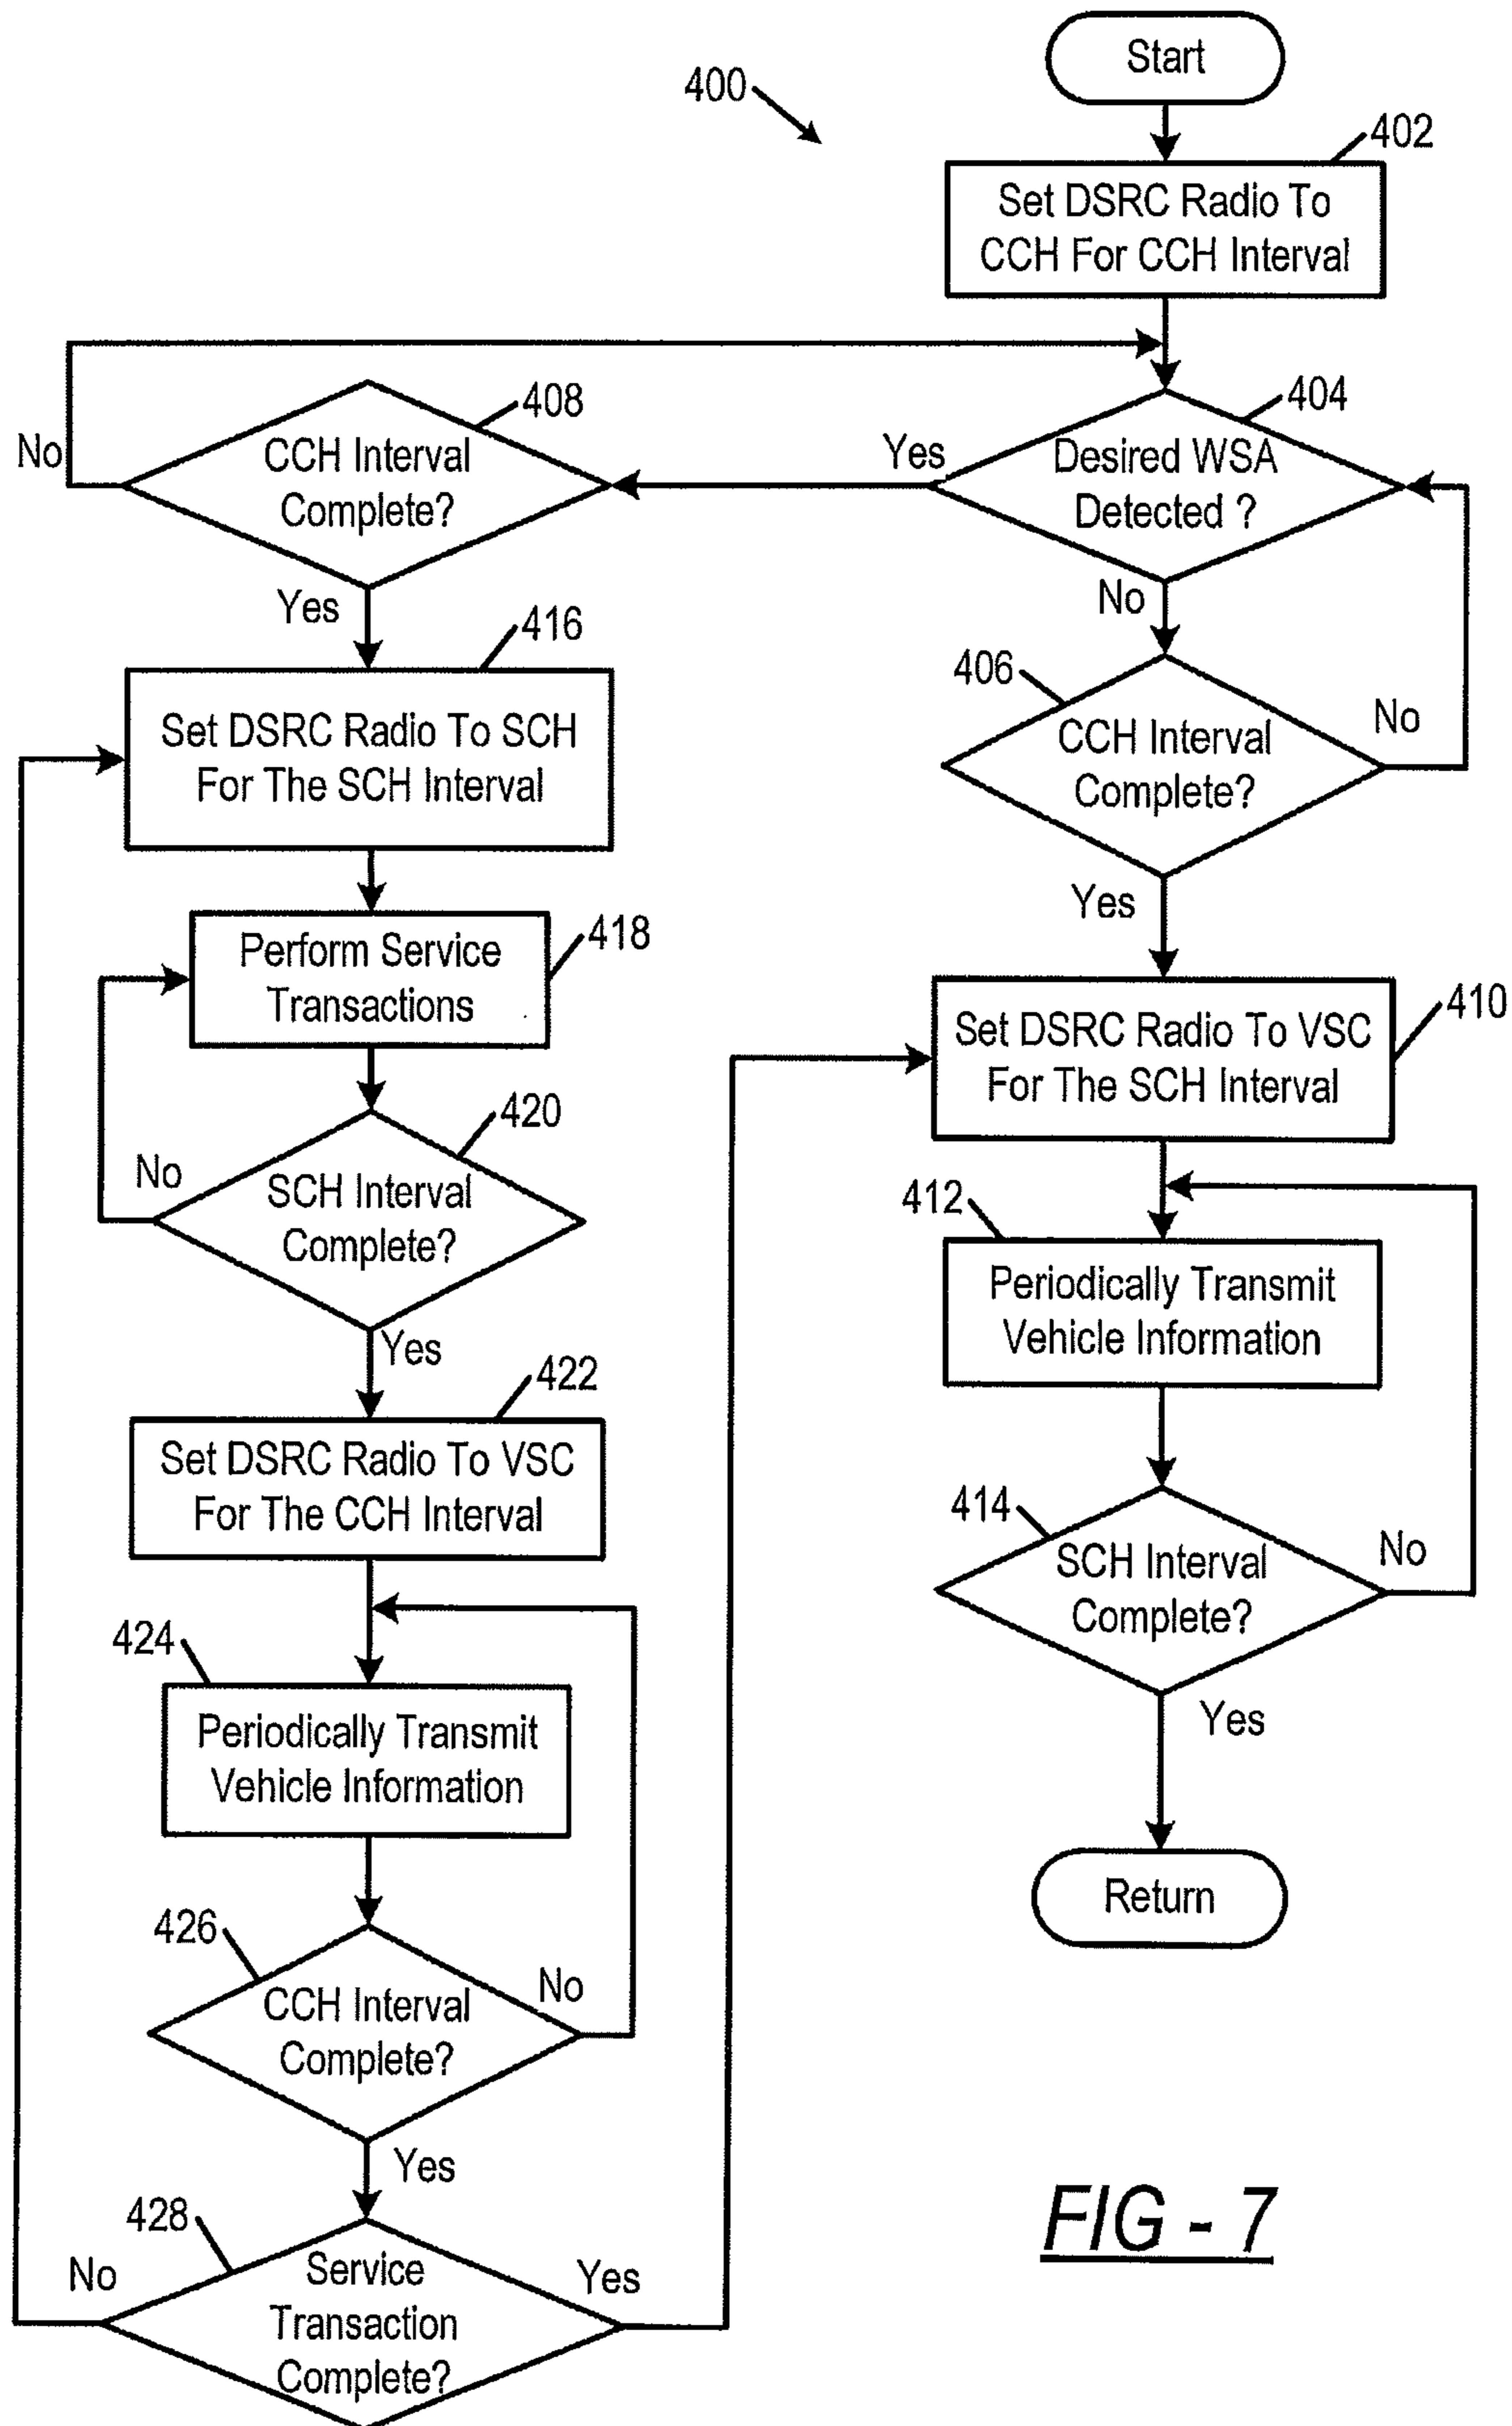 Start
400
402
Set DSRC Radio To
CCH For CCH Interval
404
Desired WSA
Detected ?
Yes
No
408
CCH Interval
Complete?
No
Yes
406
CCH Interval
Complete?
No
Yes
416
Set DSRC Radio To SCH
For The SCH Interval
418
Perform Service
Transactions
420
SCH Interval
Complete?
No
Yes
422
Set DSRC Radio To VSC
For The CCH Interval
424
Periodically Transmit
Vehicle Information
426
CCH Interval
Complete?
No
Yes
428
Service
Transaction
Complete?
No
Yes
410
Set DSRC Radio To VSC
For The SCH Interval
412
Periodically Transmit
Vehicle Information
414
SCH Interval
Complete?
No
Yes
Return
FIG - 7